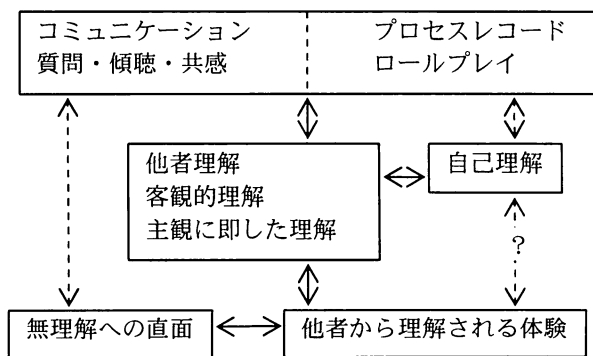 コミュニケーション
質問・傾聴・共感
プロセスレコード
ロールプレイ
他者理解
客観的理解
主観に即した理解
自己理解
?
無理解への直面
他者から理解される体験